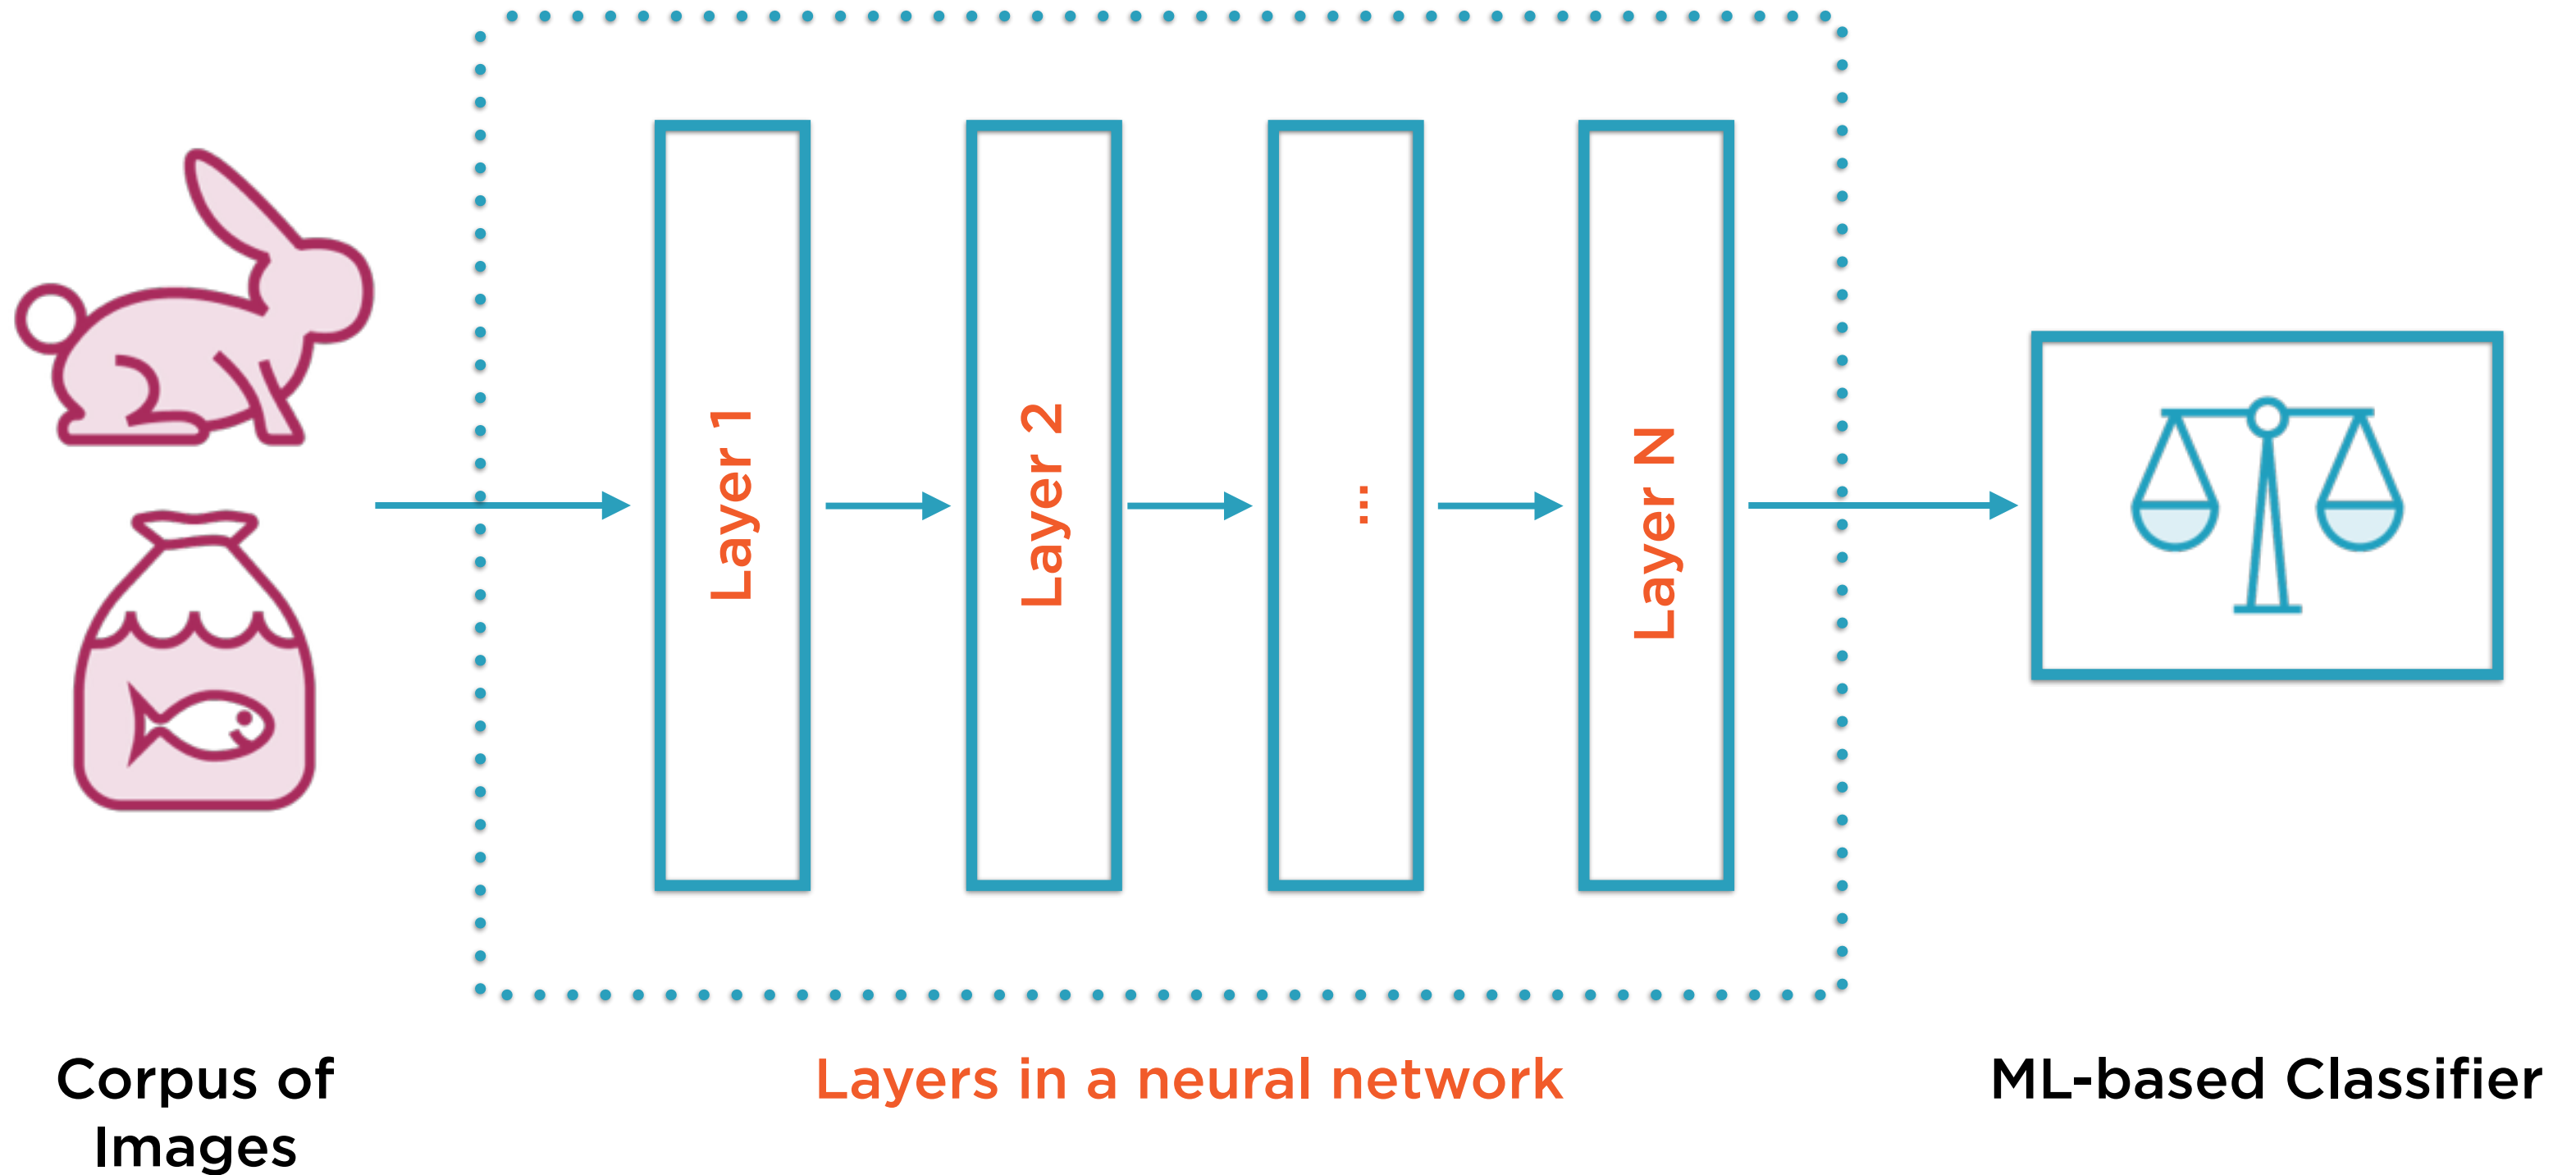 Layer 1
Layer 2
...
Layer N
Corpus of
Images
Layers in a neural network
ML-based Classifier